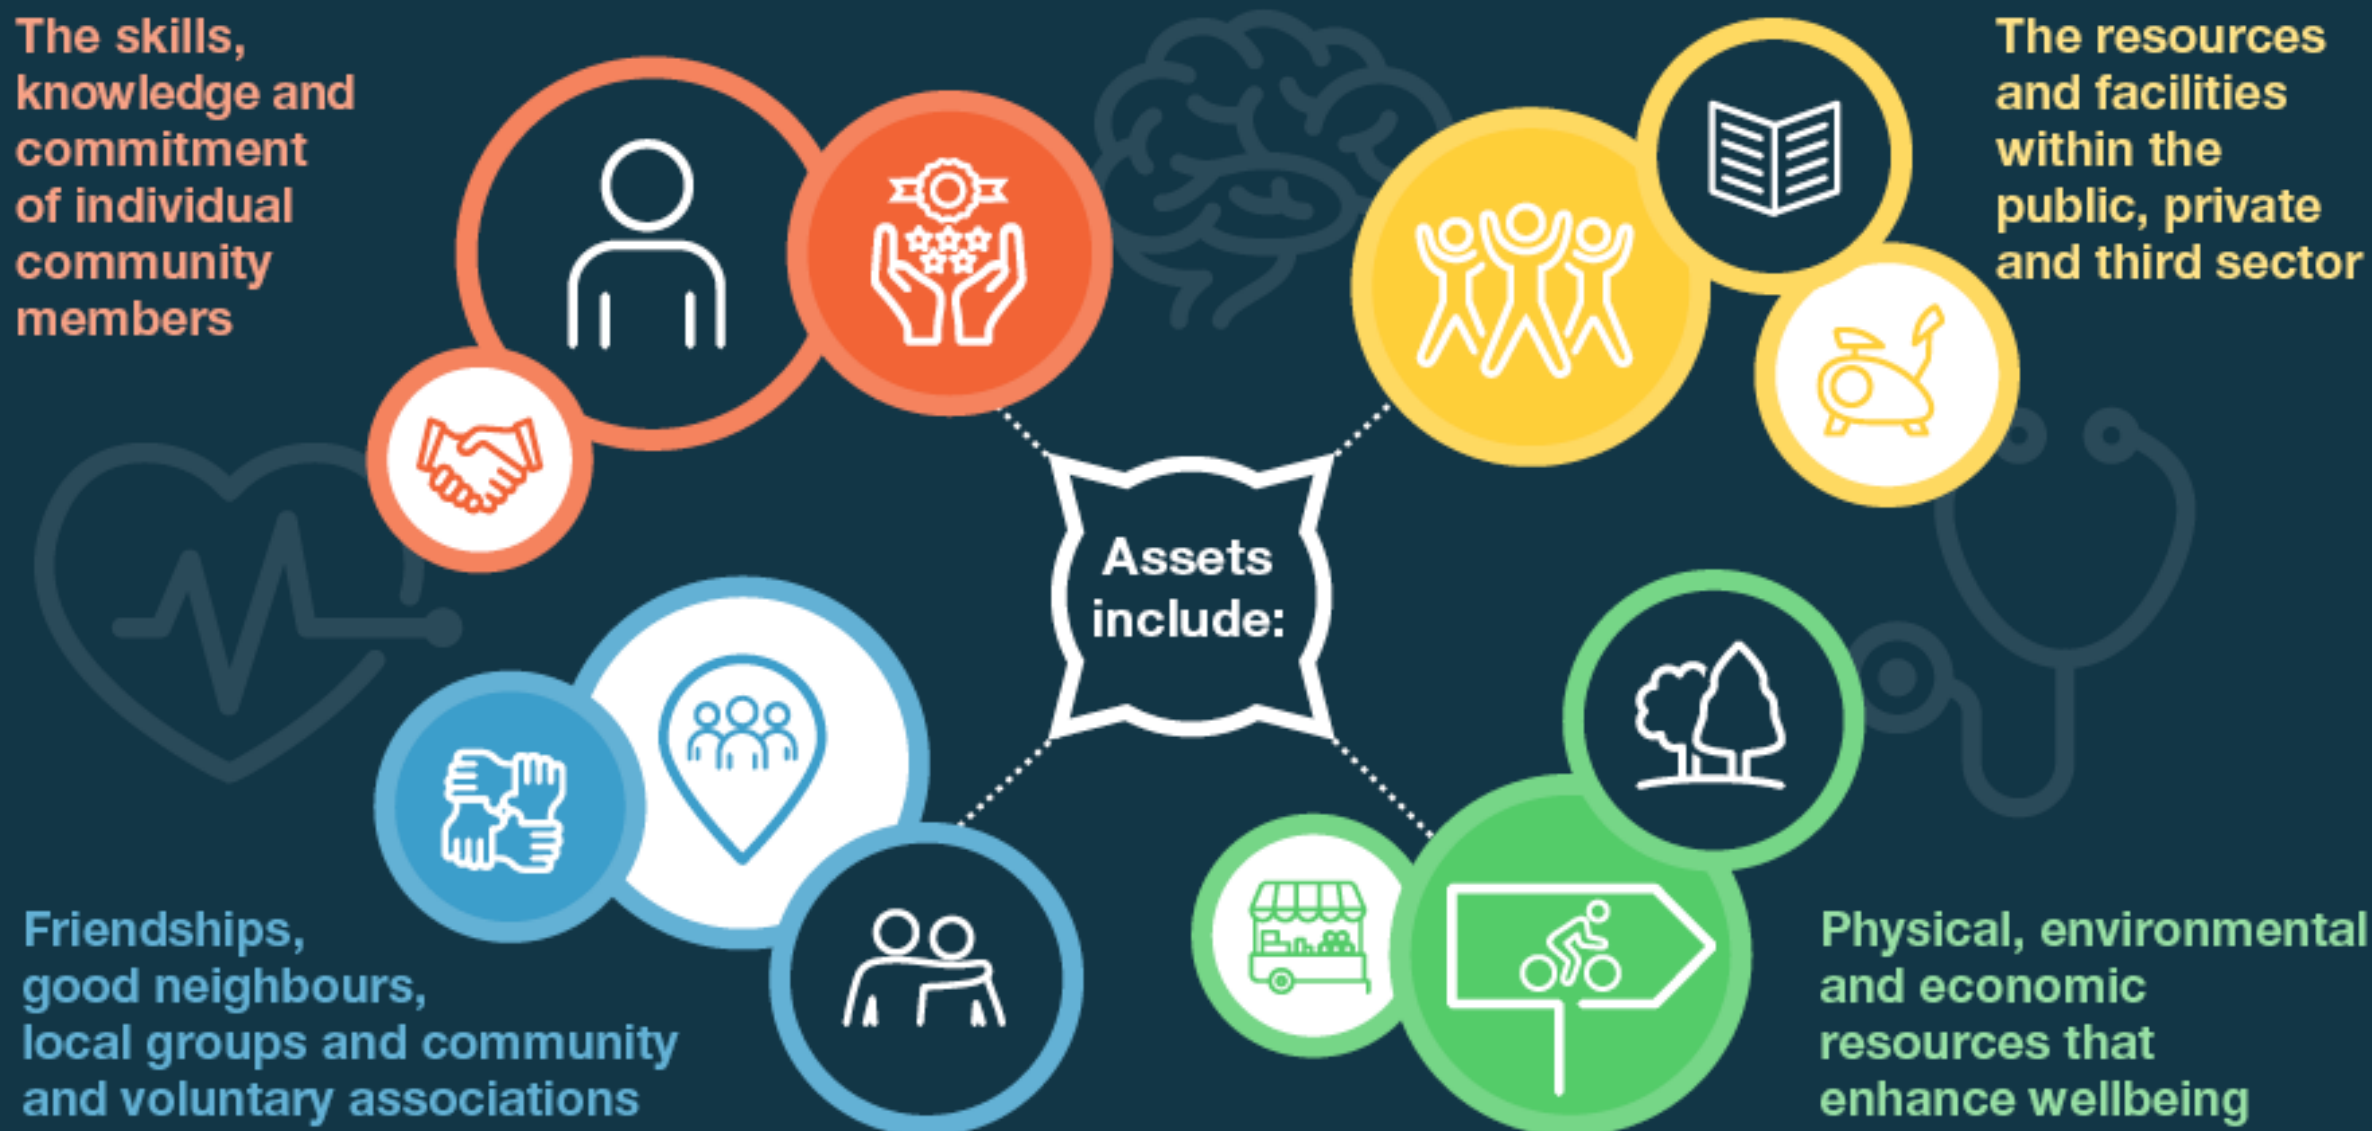 The skills,
knowledge and
commitment
of individual
community
members
The resources
and facilities
within the
public, private
and third sector
Assets
include:
Friendships,
good neighbours,
local groups and community
and voluntary associations
Physical, environmental
and economic
resources that
enhance wellbeing